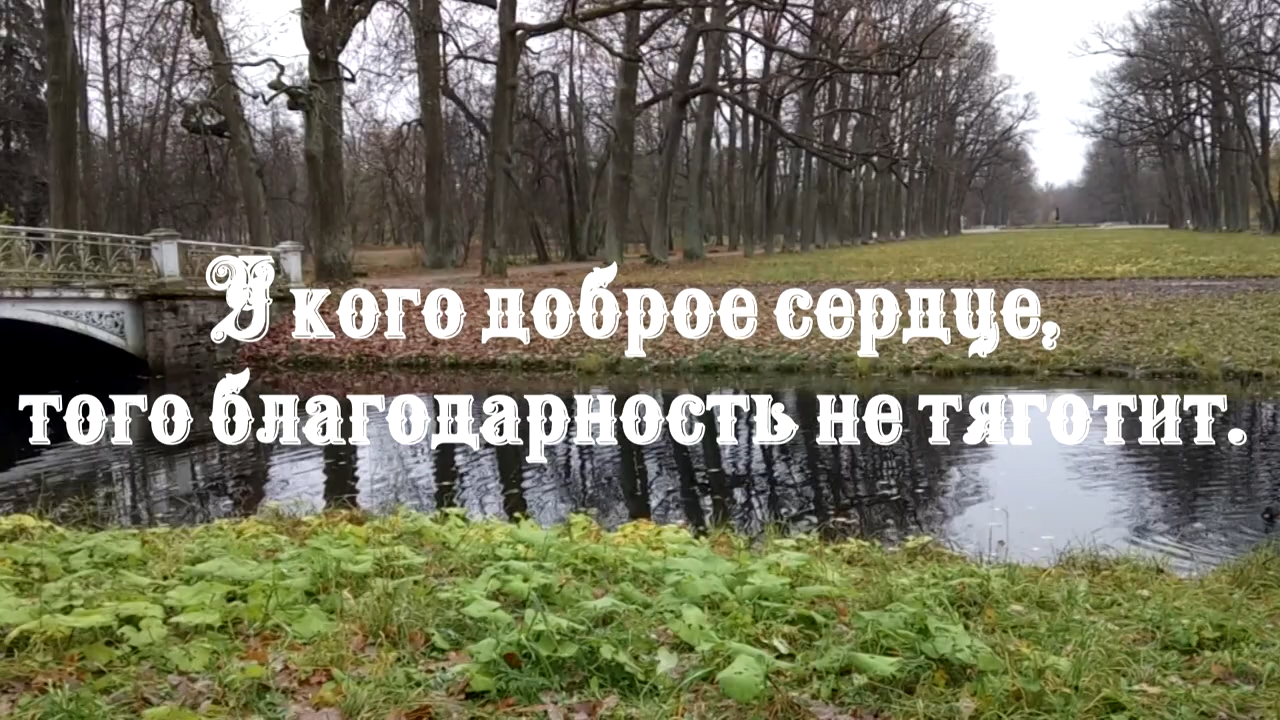 У кого доброе сердце,
того благодарность не тяготит.